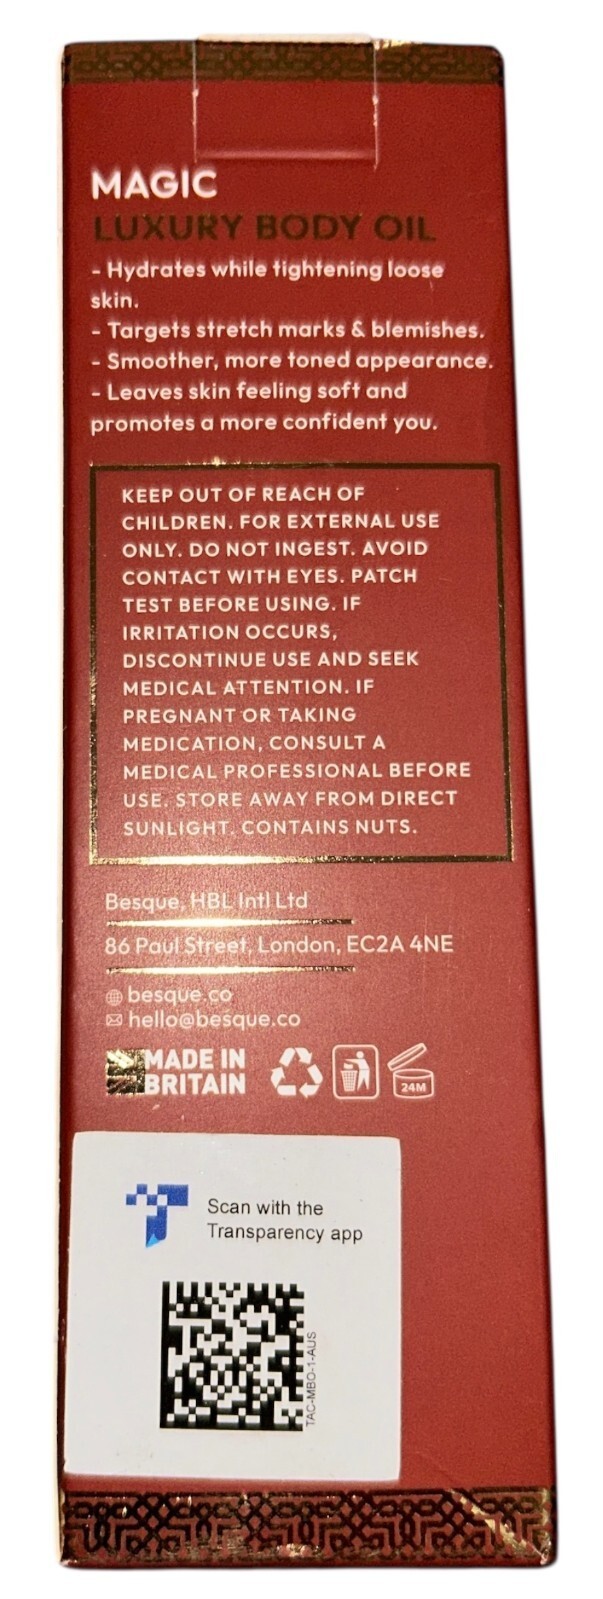 MAGIC
LUXURY BODY OIL
- Hydrates while tightening loose
skin.
- Targets stretch marks & blemishes.
- Smoother, more toned appearance.
- Leaves skin feeling soft and
promotes a more confident you.
KEEP OUT OF REACH OF
CHILDREN. FOR EXTERNAL USE
ONLY. DO NOT INGEST. AVOID
CONTACT WITH EYES. PATCH
TEST BEFORE USING. IF
IRRITATION OCCURS,
DISCONTINUE USE AND SEEK
MEDICAL ATTENTION. IF
PREGNANT OR TAKING
MEDICATION, CONSULT A
MEDICAL PROFESSIONAL BEFORE
USE. STORE AWAY FROM DIRECT
SUNLIGHT. CONTAINS NUTS.
Besque, HBL Intl Ltd
86 Paul Street, London, EC2A 4NE
besque.co
hello@besque.co
MADE IN
BRITAIN
24M
Scan with the
Transparency app
TAC-MBO-1-AUS